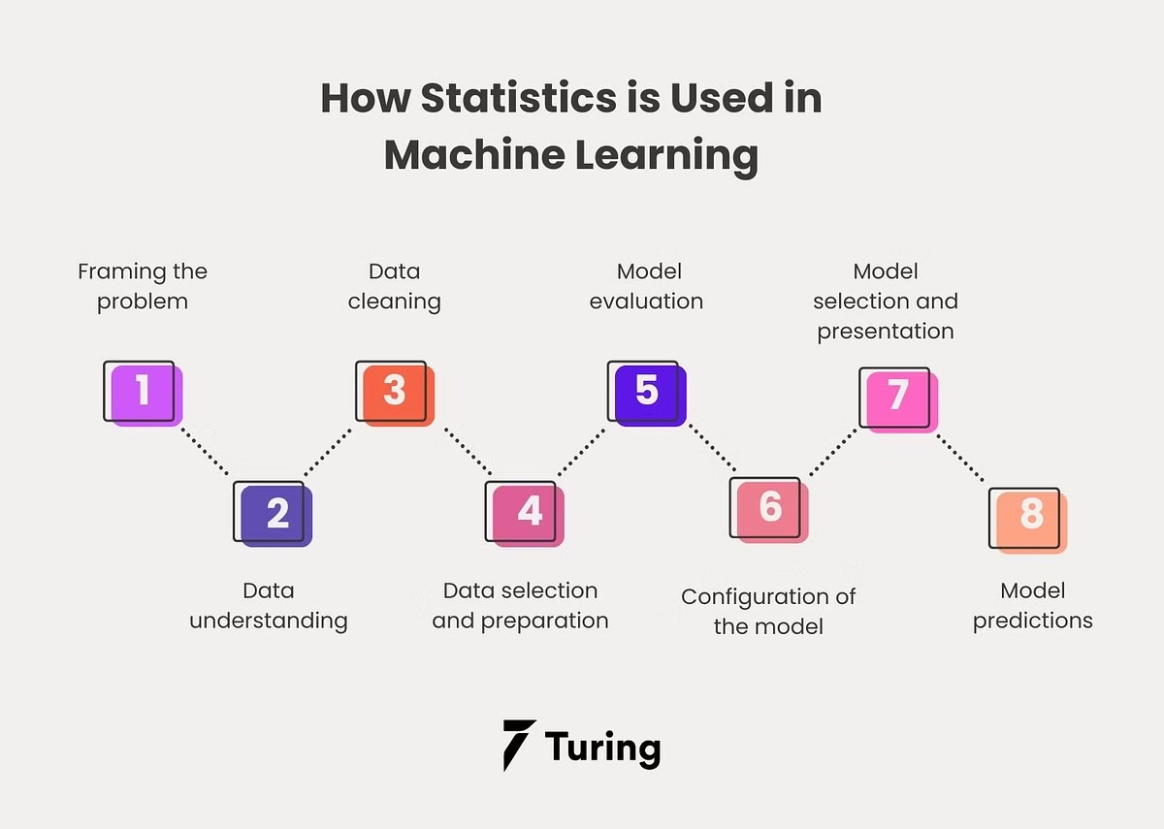 How Statistics is Used in
Machine Learning
Framing the
problem
1
2
Data
understanding
Data
cleaning
3
4
Data selection
and preparation
Model
evaluation
5
6
Configuration of
the model
Model
selection and
presentation
7
8
Model
predictions
Turing